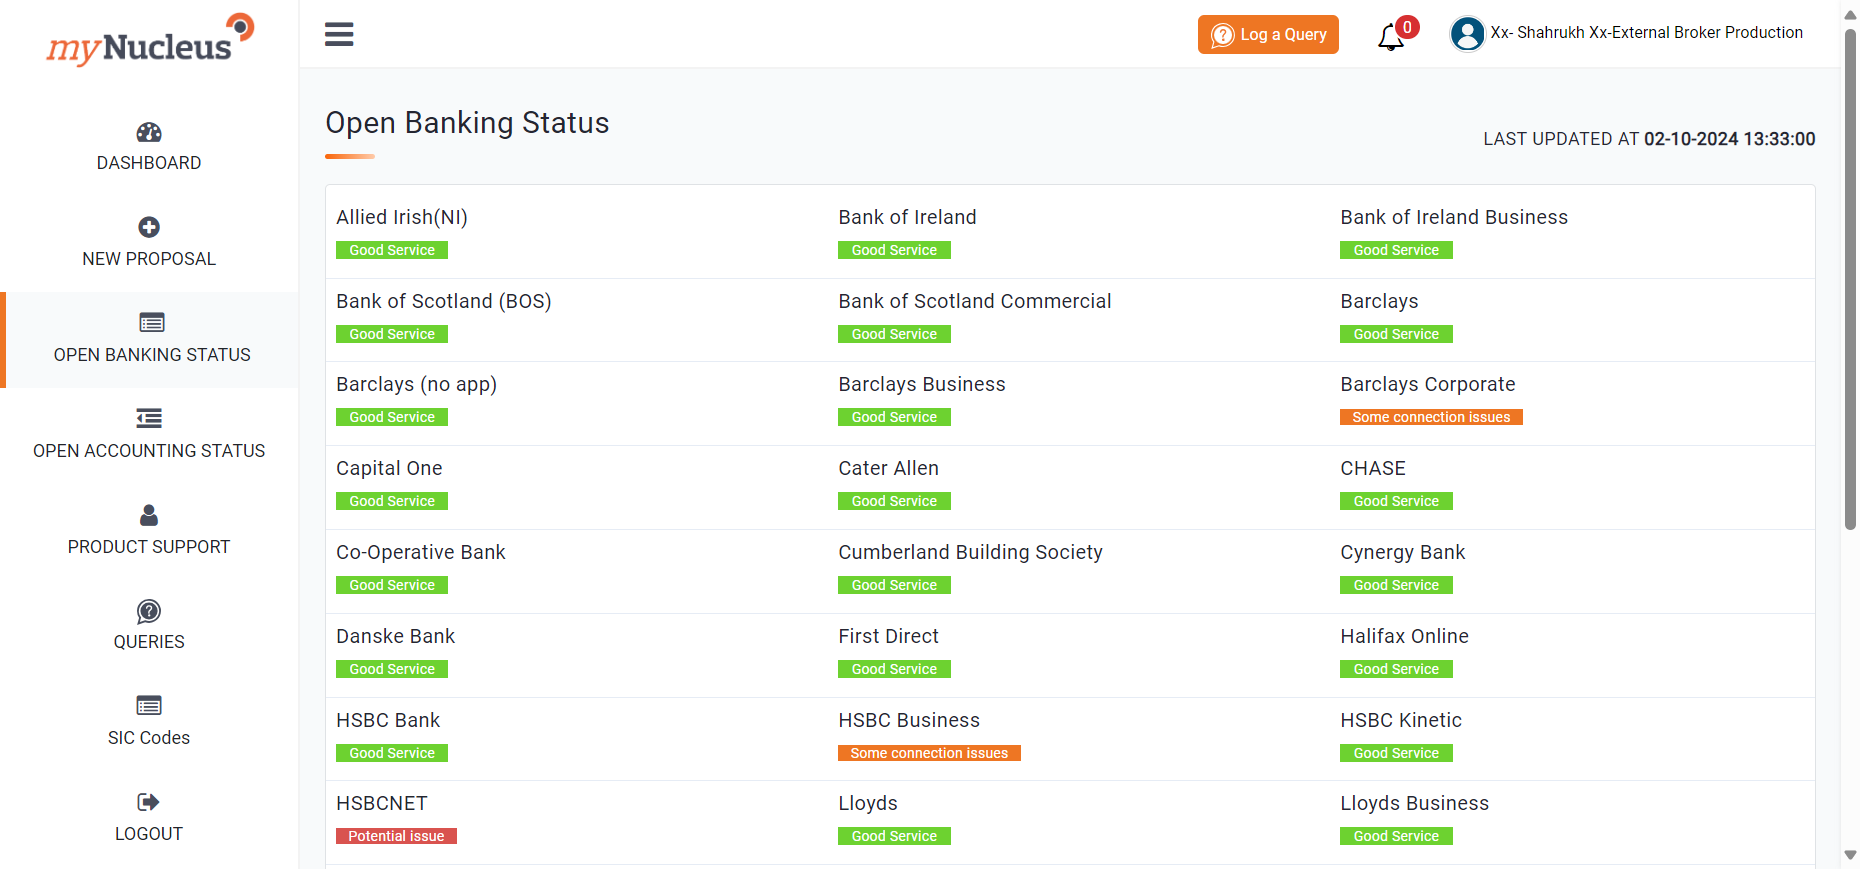 myNucleus
DASHBOARD
NEW PROPOSAL
OPEN BANKING STATUS
OPEN ACCOUNTING STATUS
PRODUCT SUPPORT
QUERIES
SIC Codes
LOGOUT
Log a Query
0
Xx- Shahrukh Xx-External Broker Production
Open Banking Status
LAST UPDATED AT 02-10-2024 13:33:00
Allied Irish(NI)
Good Service
Bank of Ireland
Good Service
Bank of Ireland Business
Good Service
Bank of Scotland (BOS)
Good Service
Bank of Scotland Commercial
Good Service
Barclays
Good Service
Barclays (no app)
Good Service
Barclays Business
Good Service
Barclays Corporate
Some connection issues
Capital One
Good Service
Cater Allen
Good Service
CHASE
Good Service
Co-Operative Bank
Good Service
Cumberland Building Society
Good Service
Cynergy Bank
Good Service
Danske Bank
Good Service
First Direct
Good Service
Halifax Online
Good Service
HSBC Bank
Good Service
HSBC Business
Some connection issues
HSBC Kinetic
Good Service
HSBCNET
Potential issue
Lloyds
Good Service
Lloyds Business
Good Service